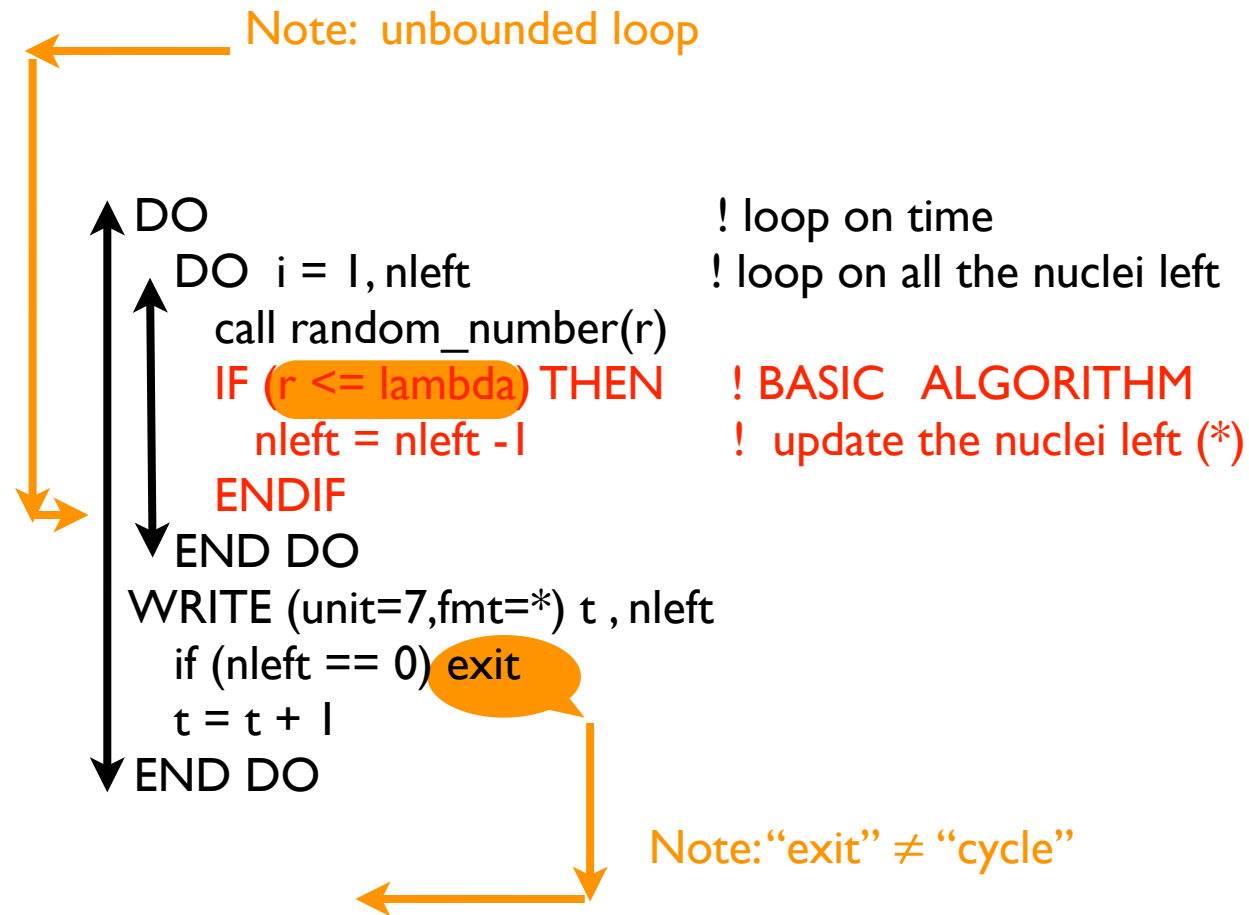 Note: unbounded loop
DO ! loop on time
DO i = 1, nleft ! loop on all the nuclei left
call random_number(r)
IF (r <= lambda) THEN ! BASIC ALGORITHM
nleft = nleft -1 ! update the nuclei left (*)
ENDIF
END DO
WRITE (unit=7,fmt=*) t , nleft
if (nleft == 0) exit
t = t + 1
END DO
Note: “exit” ≠ “cycle”